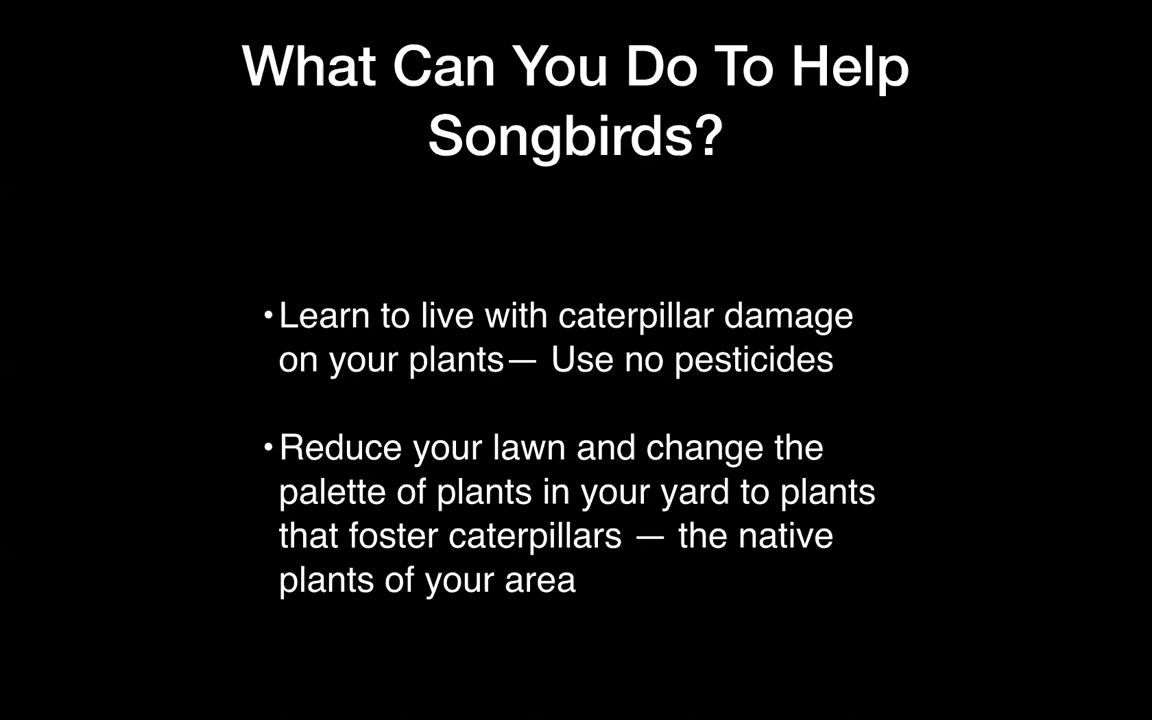 What Can You Do To Help
Songbirds?
•Learn to live with caterpillar damage
on your plants— Use no pesticides
•Reduce your lawn and change the
palette of plants in your yard to plants
that foster caterpillars — the native
plants of your area